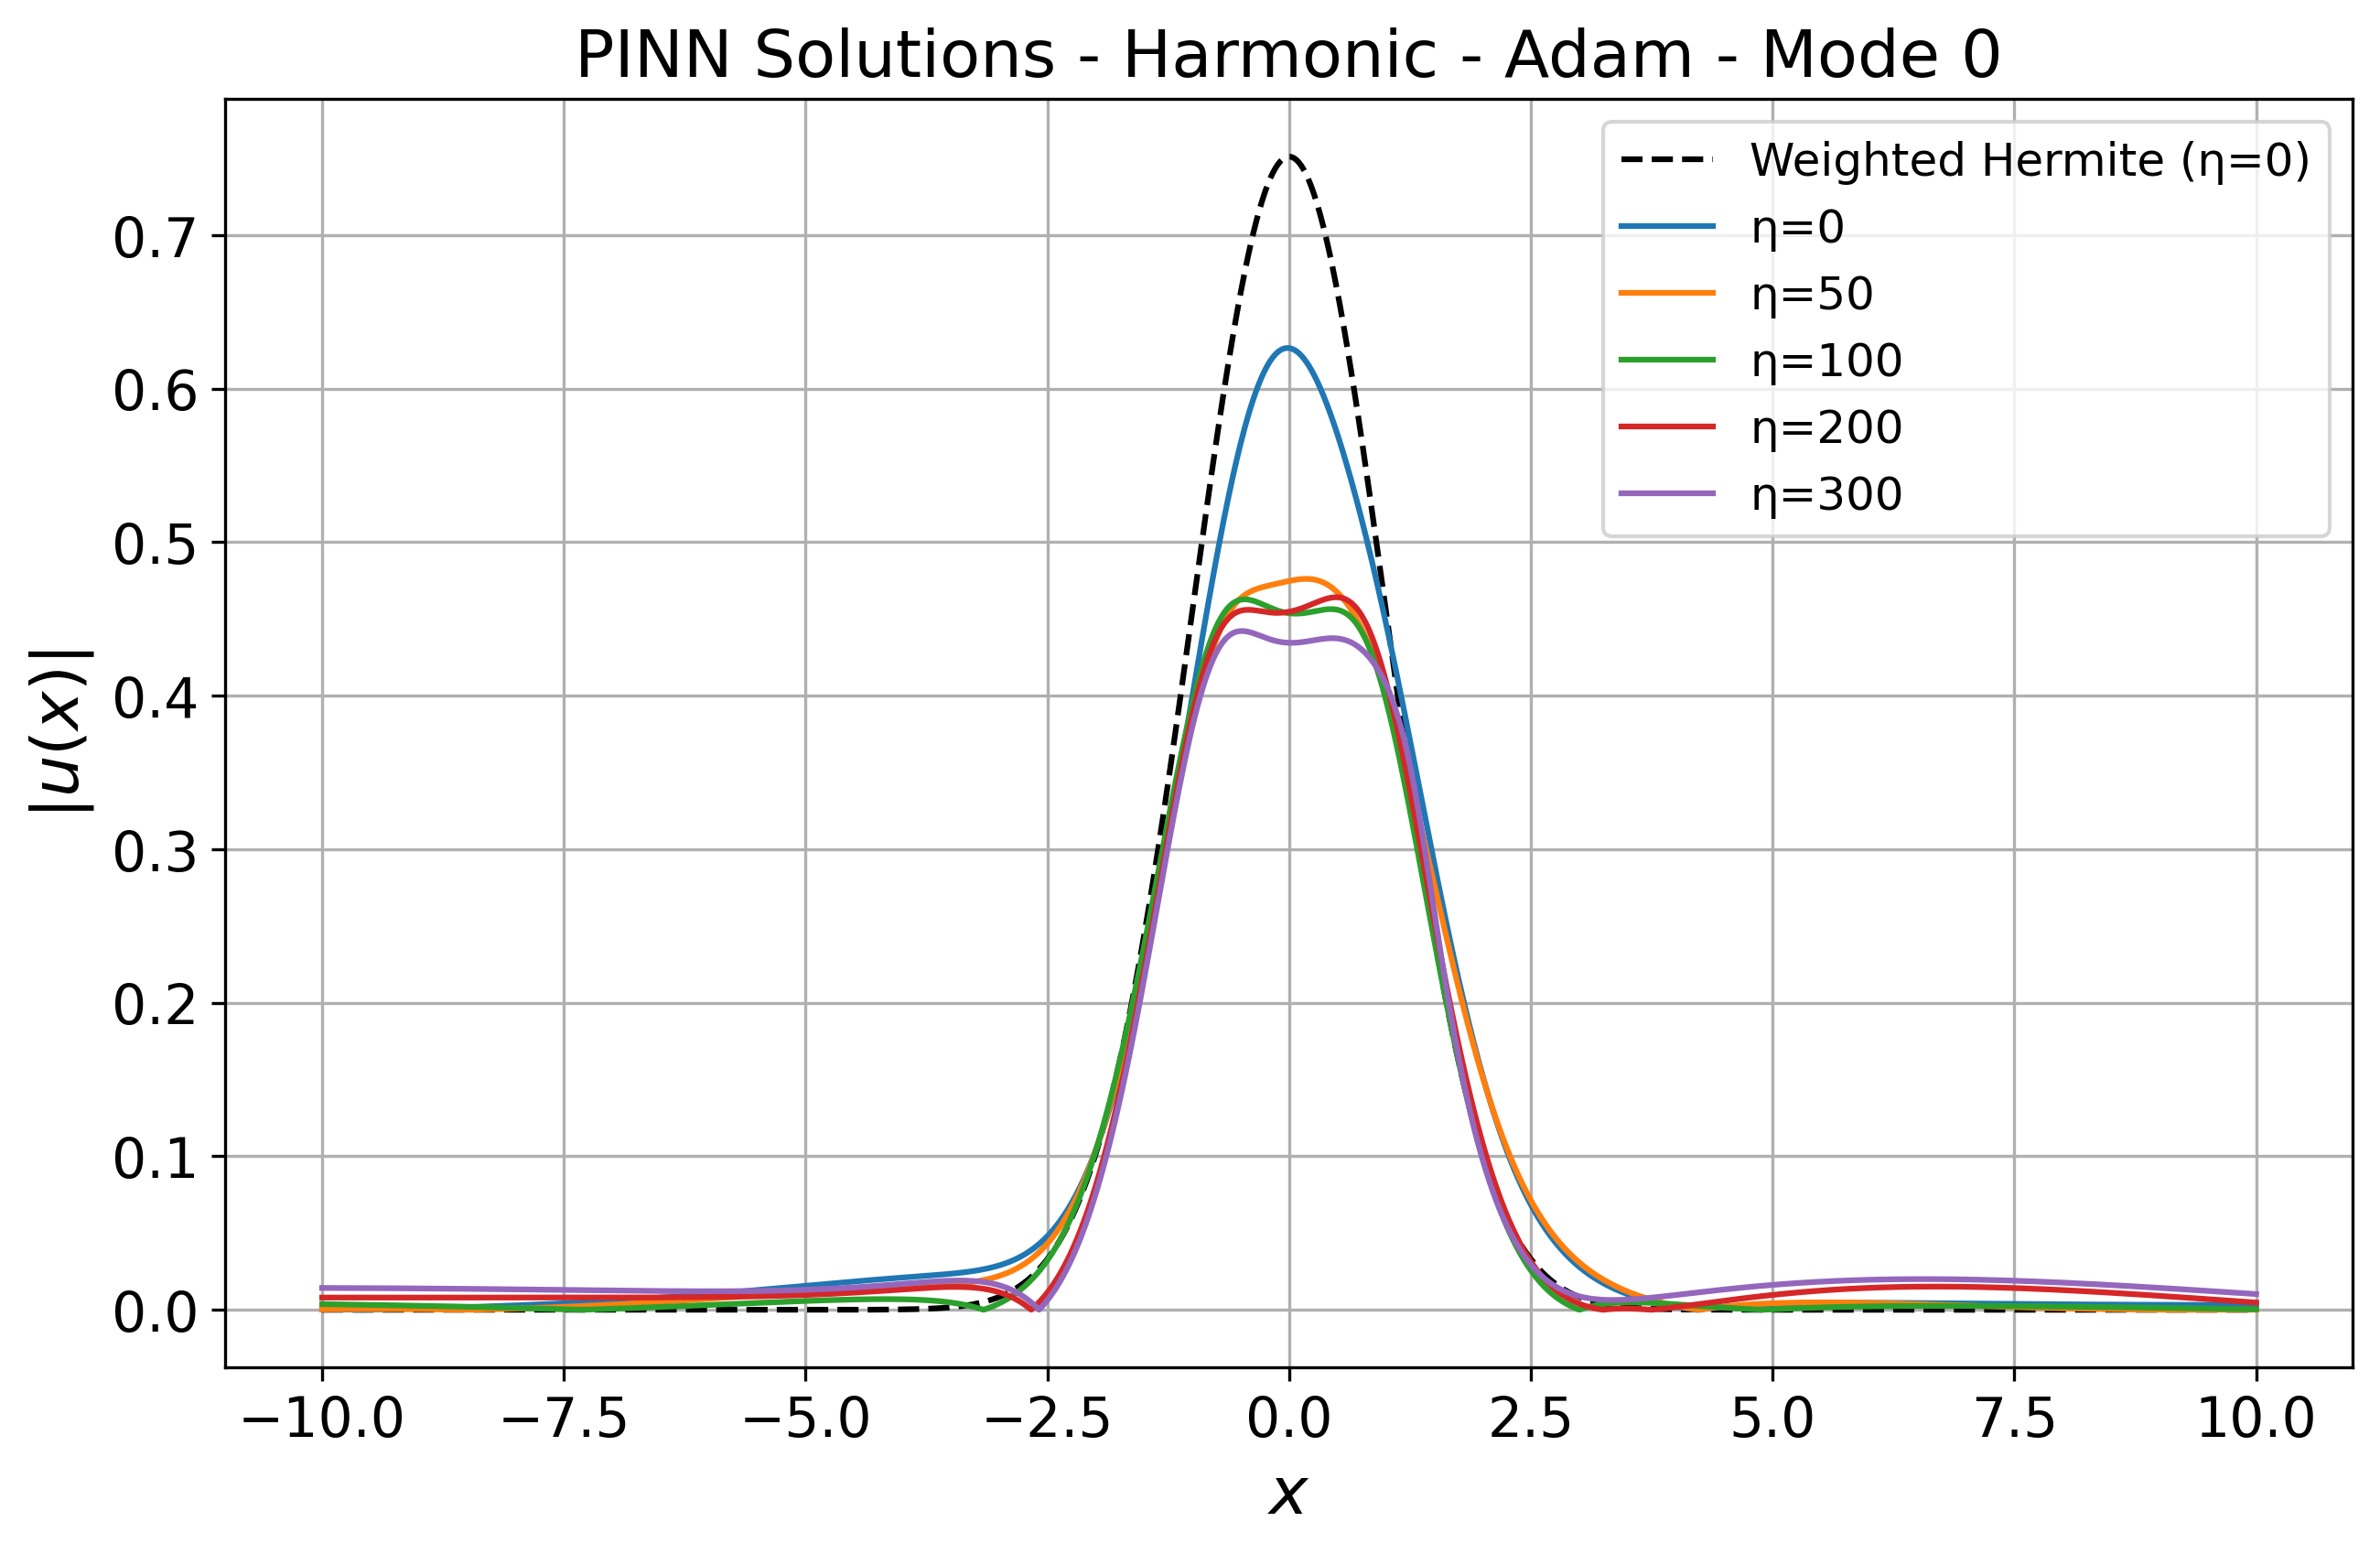 PINN Solutions - Harmonic - Adam - Mode 0
|u(x)|
0.7
0.6
0.5
0.4
0.3
0.2
0.1
0.0
Weighted Hermite (η=0)
η=0
η=50
η=100
η=200
η=300
−10.0 −7.5 −5.0 −2.5 0.0 2.5 5.0 7.5 10.0
x